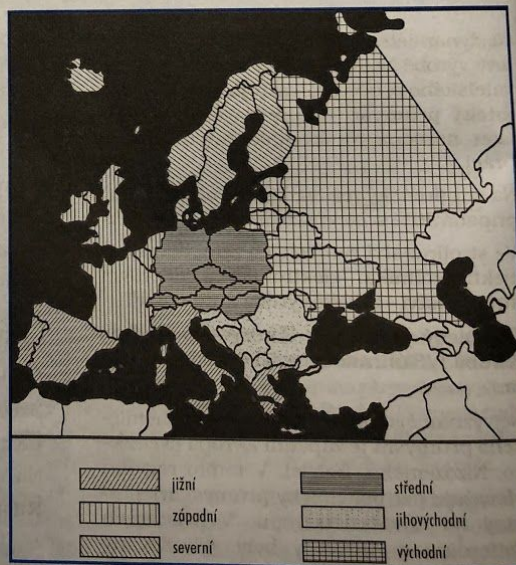 jižní
západní
severní
střední
jihovýchodní
východní